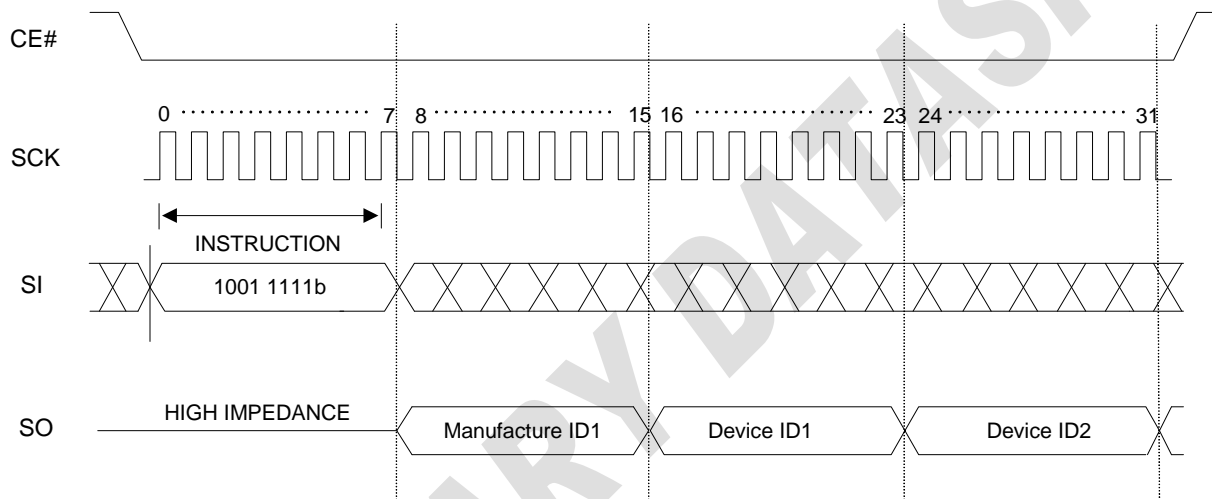 CE#
0 7 8 15 16 23 24 31
SCK
INSTRUCTION
SI 1001 1111b
HIGH IMPEDANCE
SO Manufacture ID1 Device ID1 Device ID2